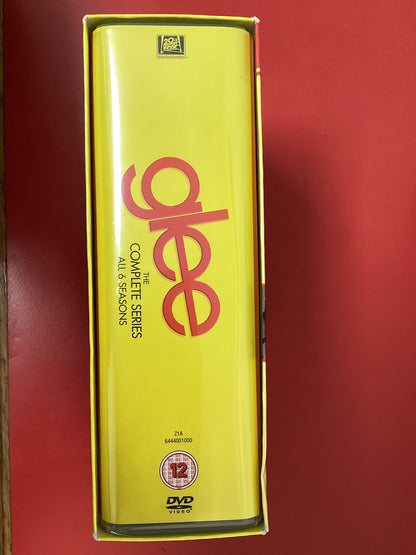 20th
CENTURY
FOX
glee
THE
COMPLETE SERIES
ALL 6 SEASONS
Z1A
6444001000
12
DVD
VIDEO